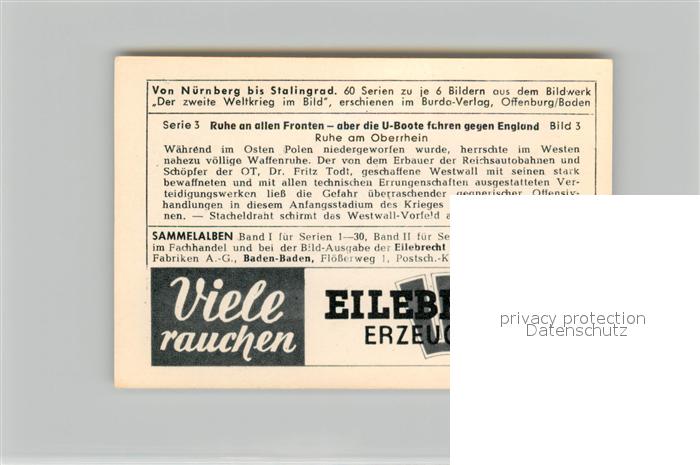 Von Nürnberg bis Stalingrad. 60 Serien zu je 6 Bildern aus dem Bildwerk
„Der zweite Weltkrieg im Bild", erschienen im Burda-Verlag, Offenburg/Baden
Serie 3 Ruhe an allen Fronten – aber die U-Boote fahren gegen England Bild 3
Ruhe am Oberrhein
Während im Osten Polen niedergeworfen wurde, herrschte im Westen
nahezu völlige Waffenruhe. Der von dem Erbauer der Reichsautobahnen und
Schöpfer der OT, Dr. Fritz Todt, geschaffene Westwall mit seinen stark
bewaffneten und mit allen technischen Errungenschaften ausgestatteten Ver-
teidigungswerken ließ die Gefahr überraschender gegnerischer Offensiv-
handlungen in diesem Anfangsstadium des Krieges
nen. — Stacheldraht schirmt das Westwall-Vorfeld
SAMMELALBEN Band I für Serien 1—30, Band II für
im Fachhandel und bei der Bild-Ausgabe der Eilebrecht
Fabriken A.-G., Baden-Baden, Flößerweg 1, Postsch.-K
Viele
rauchen
EILEB
ERZEU
privacy protection
Datenschutz